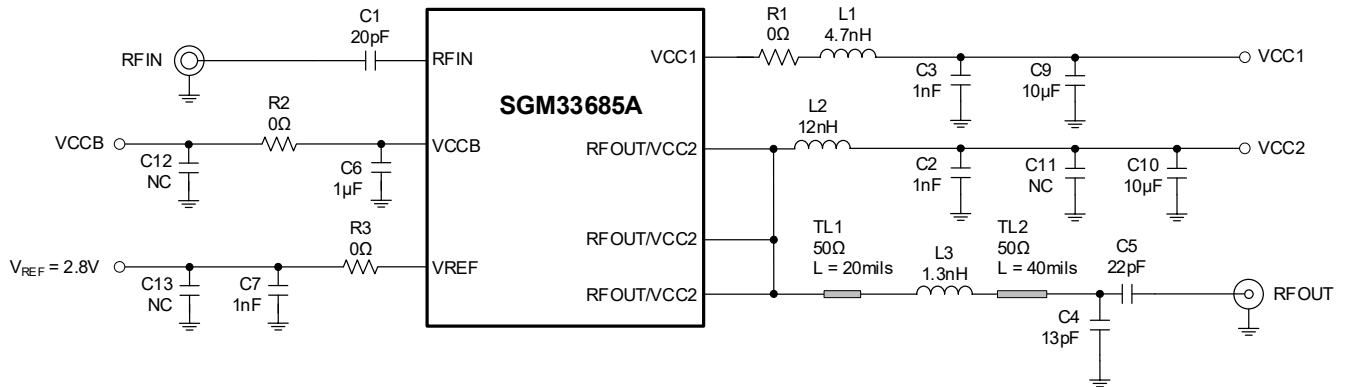 C1
20pF
RFIN
RFIN
SGM33685A
VCC1
R1
0Ω
L1
4.7nH
C3
1nF
C9
10µF
VCC1
R2
0Ω
VCCB
C12
NC
C6
1µF
VCCB
RFOUT/VCC2
L2
12nH
C2
1nF
C11
NC
C10
10µF
VCC2
R3
0Ω
VREF = 2.8V
C13
NC
C7
1nF
VREF
RFOUT/VCC2
RFOUT/VCC2
TL1
50Ω
L = 20mils
L3
1.3nH
TL2
50Ω
L = 40mils
C5
22pF
C4
13pF
RFOUT